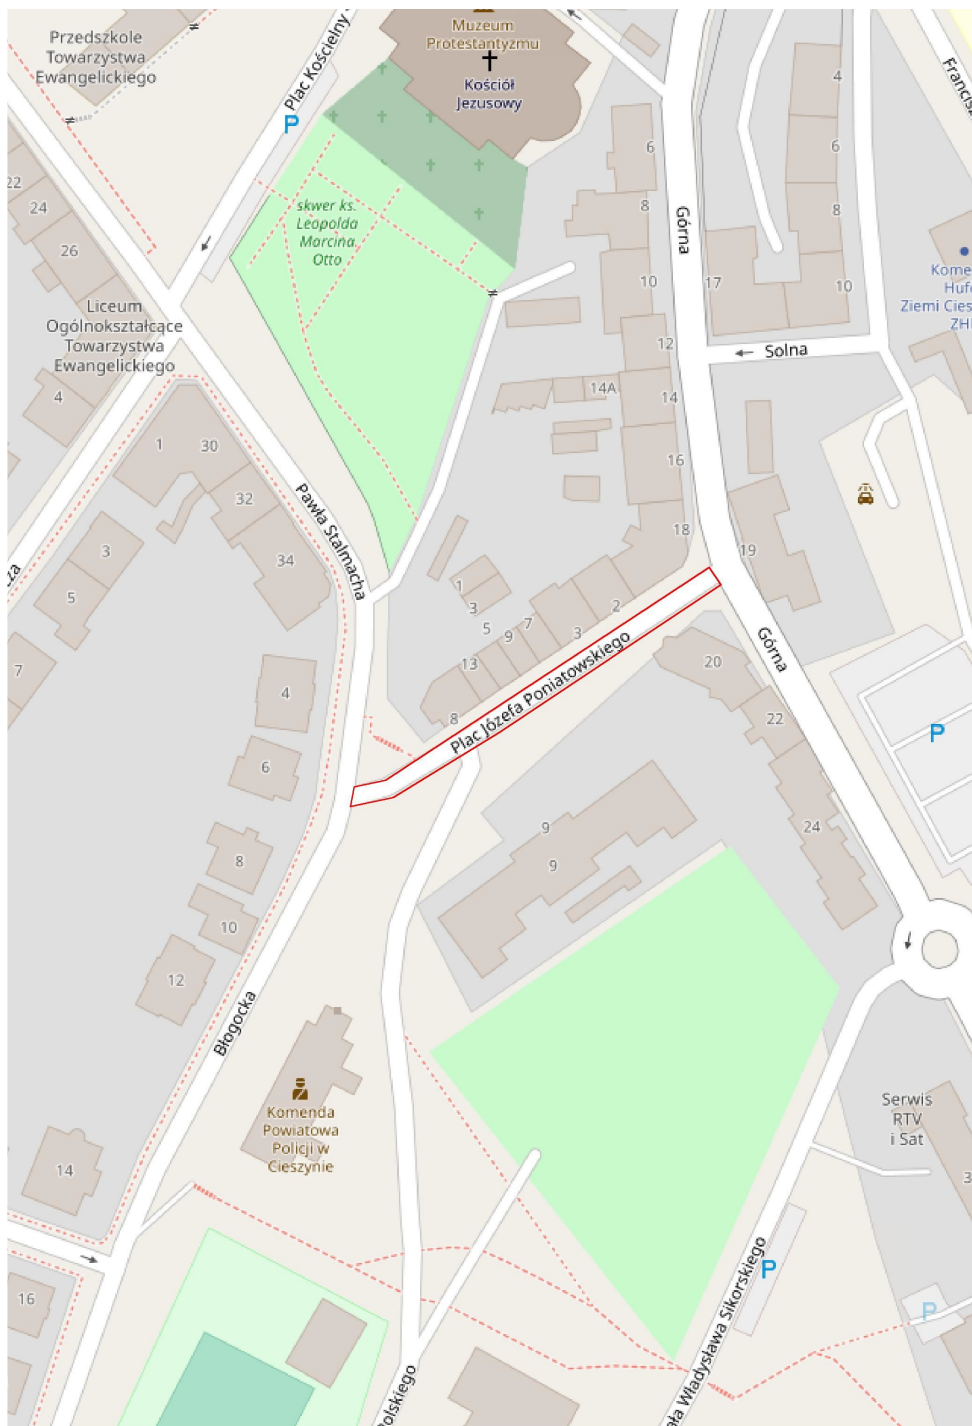 Przedszkole
Towarzystwa
Ewangelickiego
Plac Kościelny
P
Muzeum
Protestantyzmu
Kościół
Jezusowy
skwer ks.
Leopolda
Marcina
Otto
22
24
26
Liceum
Ogólnokształcące
Towarzystwa
Ewangelickiego
4
1
30
32
34
3
5
7
Pawła Stalmacha
Górna
6
8
10
12
14A
14
16
18
4
6
8
10
17
Solna
19
1
3
5
9
7
3
2
13
8
Plac Józefa Poniatowskiego
Górna
20
22
24
P
4
6
8
10
12
9
9
Błogocka
Komenda
Powiatowa
Policji w
Cieszynie
14
16
Serwis
RTV
i Sat
P
P